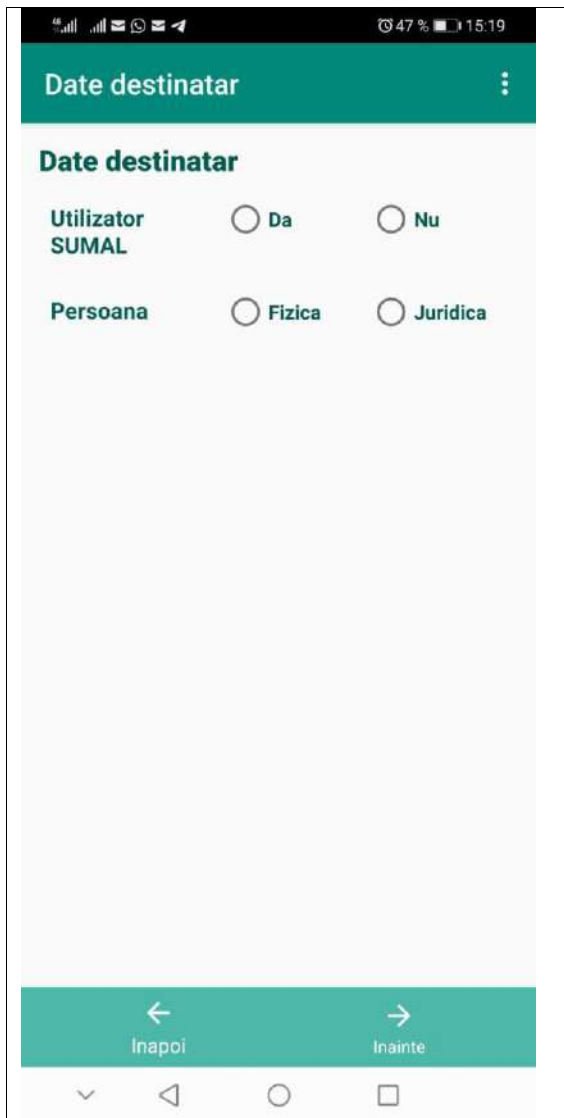 47 % 15:19
Date destinatar
Date destinatar
Utilizator
SUMAL
Da
Nu
Persoana
Fizica
Juridica
Inapoi
Inainte